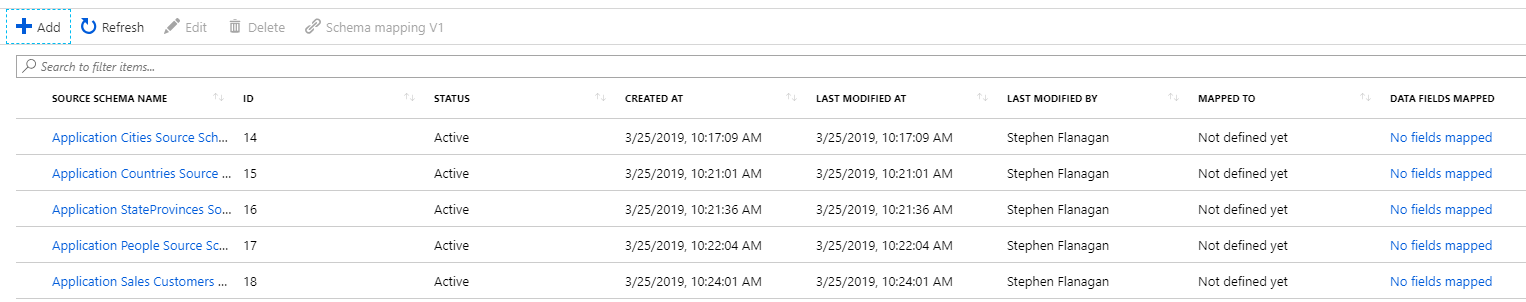 Add Refresh Edit Delete Schema mapping V1
Search to filter items...
SOURCE SCHEMA NAME ID STATUS CREATED AT LAST MODIFIED AT LAST MODIFIED BY MAPPED TO DATA FIELDS MAPPED
Application Cities Source Sch... 14 Active 3/25/2019, 10:17:09 AM 3/25/2019, 10:17:09 AM Stephen Flanagan Not defined yet No fields mapped
Application Countries Source ... 15 Active 3/25/2019, 10:21:01 AM 3/25/2019, 10:21:01 AM Stephen Flanagan Not defined yet No fields mapped
Application StateProvinces So... 16 Active 3/25/2019, 10:21:36 AM 3/25/2019, 10:21:36 AM Stephen Flanagan Not defined yet No fields mapped
Application People Source Sc... 17 Active 3/25/2019, 10:22:04 AM 3/25/2019, 10:22:04 AM Stephen Flanagan Not defined yet No fields mapped
Application Sales Customers ... 18 Active 3/25/2019, 10:24:01 AM 3/25/2019, 10:24:01 AM Stephen Flanagan Not defined yet No fields mapped